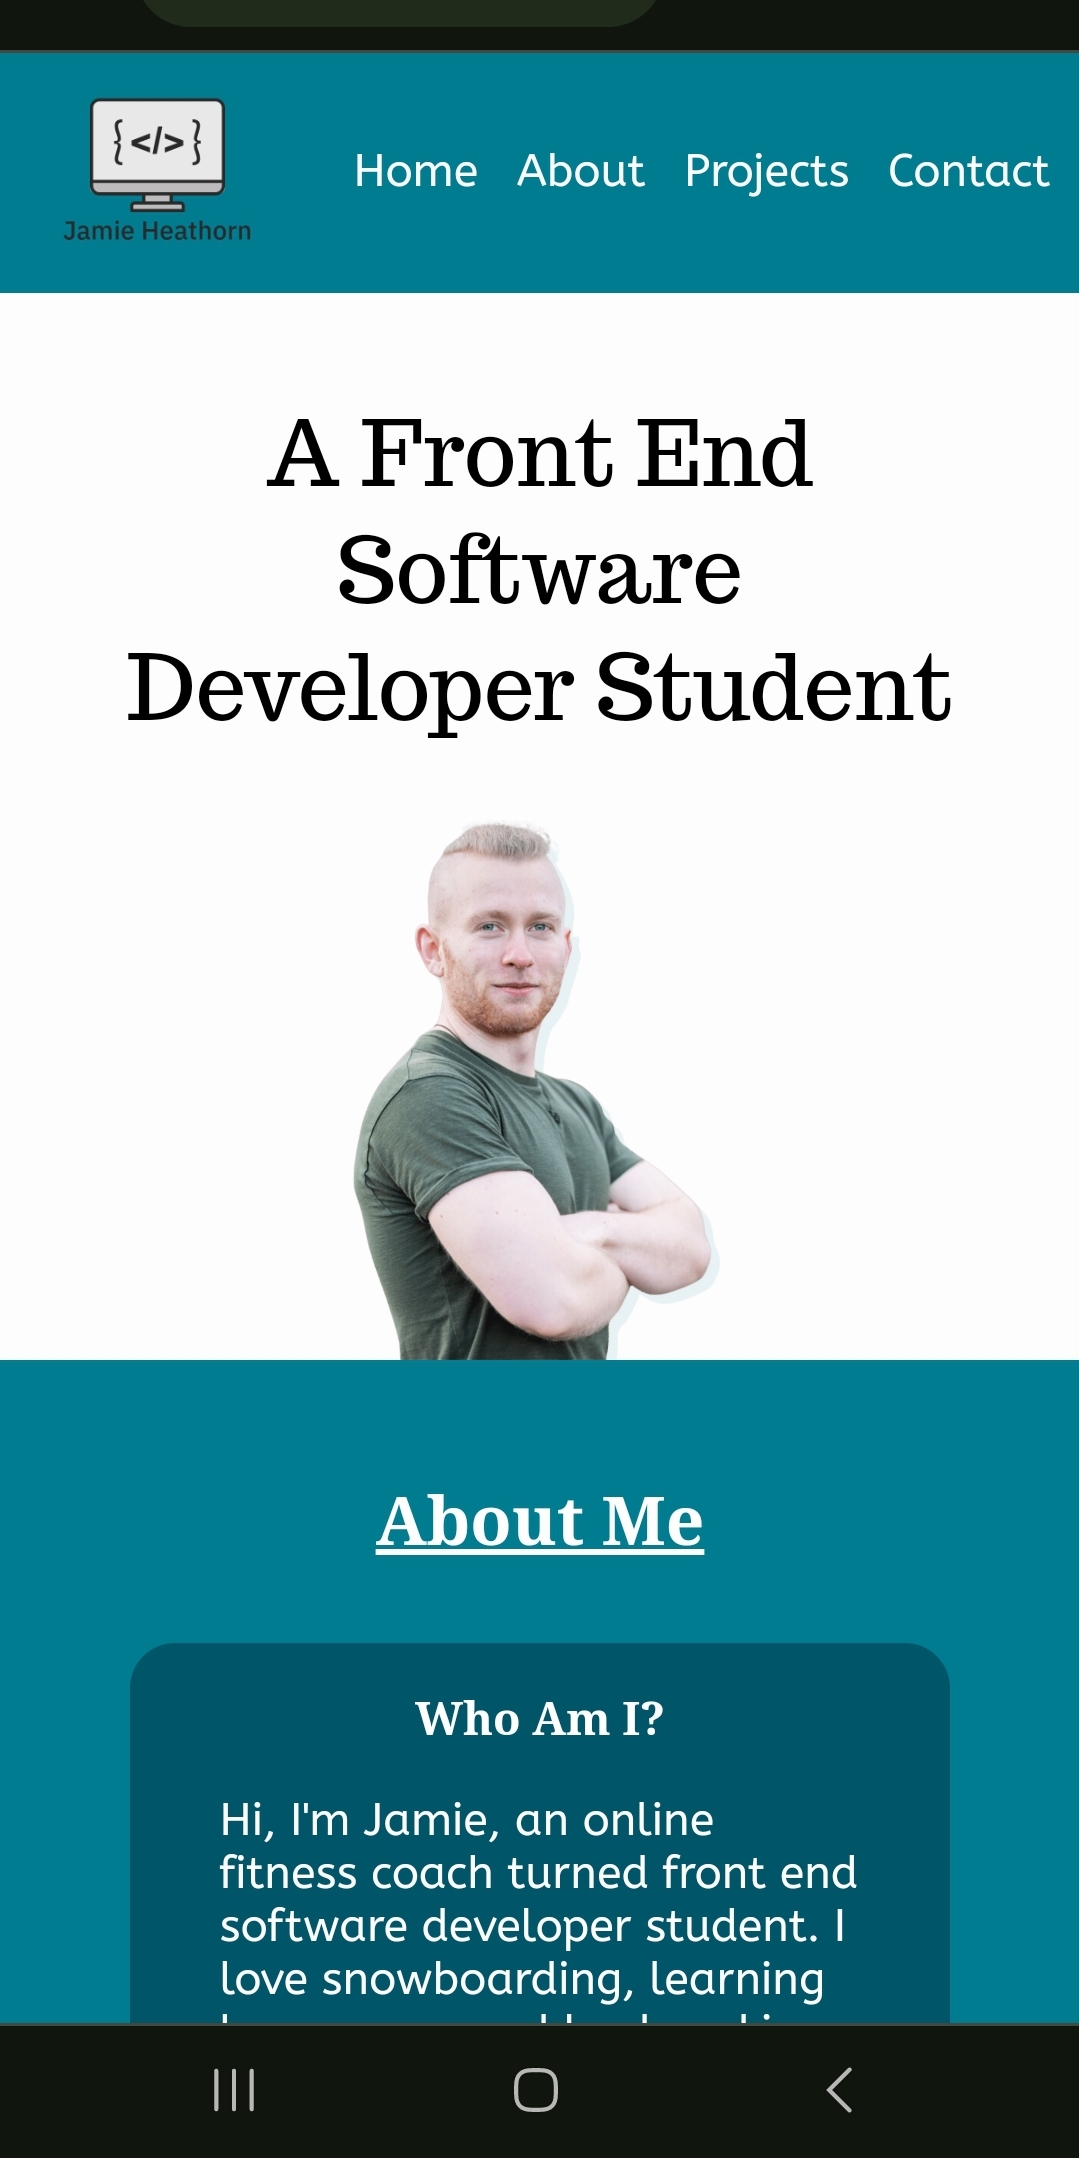 {</>}
Jamie Heathorn
Home About Projects Contact
A Front End
Software
Developer Student
About Me
Who Am I?
Hi, I'm Jamie, an online
fitness coach turned front end
software developer student. I
love snowboarding, learning